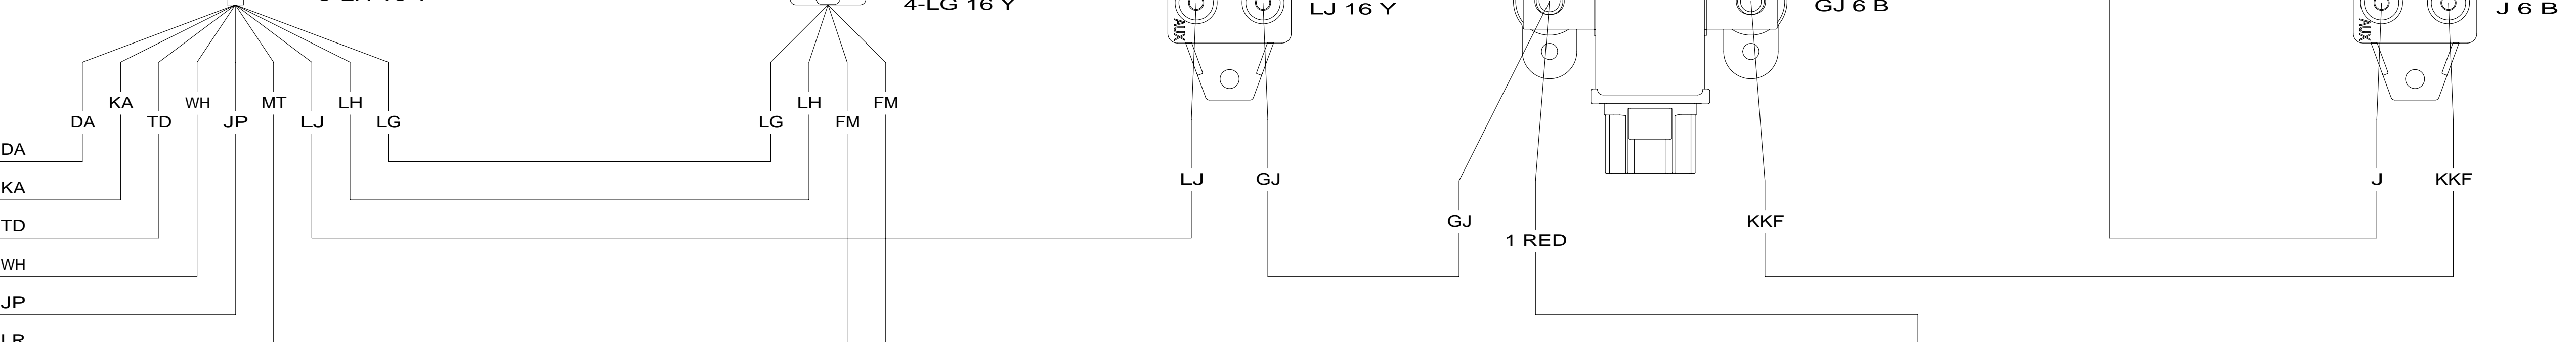 4-LG 16 Y
LJ 16 Y
GJ 6 B
J 6 B
AUX
AUX
KA WH MT LH LH FM
DA TD JP LJ LG LG FM
DA
LJ GJ J KKF
KA
GJ KKF
TD
1 RED
WH
JP
LR